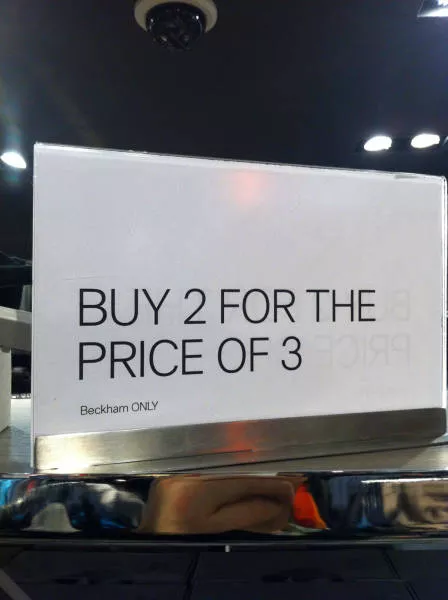 BUY 2 FOR THE
PRICE OF 3
Beckham ONLY